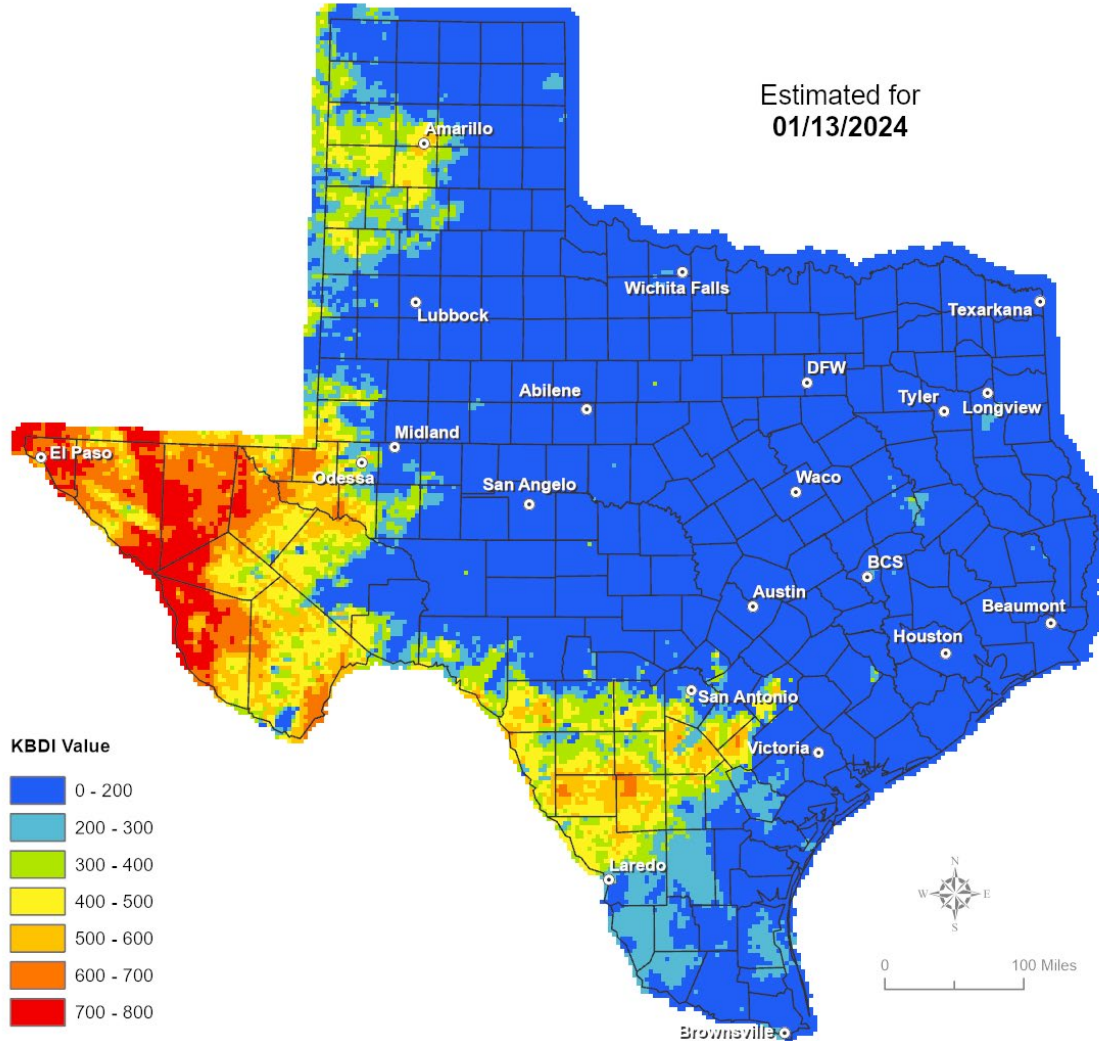 Estimated for
01/13/2024
Amarillo
Wichita Falls
Lubbock
Texarkana
DFW
Abilene
Tyler
Longview
Midland
El Paso
Odessa
San Angelo
Waco
BCS
Austin
Beaumont
Houston
San Antonio
Victoria
Laredo
Brownsville
KBDI Value
0 - 200
200 - 300
300 - 400
400 - 500
500 - 600
600 - 700
700 - 800
N
W E
S
0 100 Miles